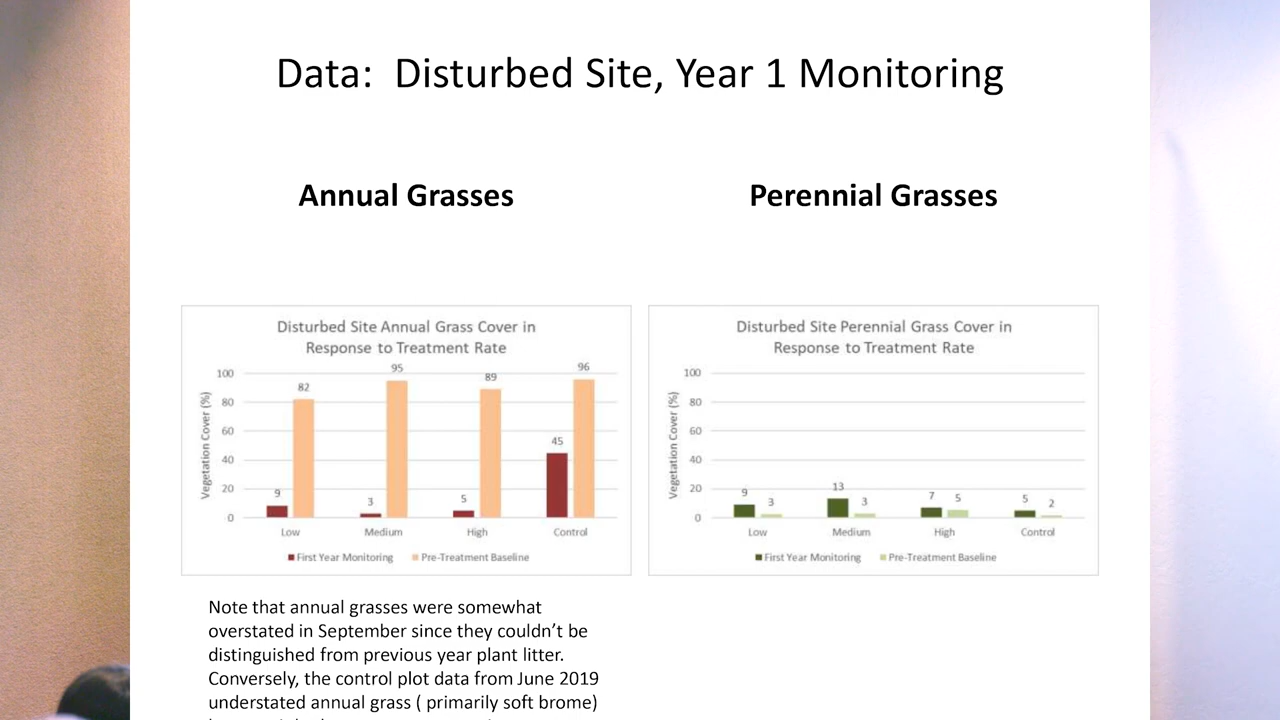 Data:  Disturbed Site, Year 1 Monitoring
Annual Grasses
Perennial Grasses
Disturbed Site Annual Grass Cover in
Response to Treatment Rate
Vegetation Cover (%)
100
80
60
40
20
0
9
82
3
95
5
89
45
96
Low
Medium
High
Control
First Year Monitoring
Pre-Treatment Baseline
Disturbed Site Perennial Grass Cover in
Response to Treatment Rate
Vegetation Cover (%)
100
80
60
40
20
0
9
3
13
3
7
5
5
2
Low
Medium
High
Control
First Year Monitoring
Pre-Treatment Baseline
Note that annual grasses were somewhat
overstated in September since they couldn’t be
distinguished from previous year plant litter.
Conversely, the control plot data from June 2019
understated annual grass ( primarily soft brome)